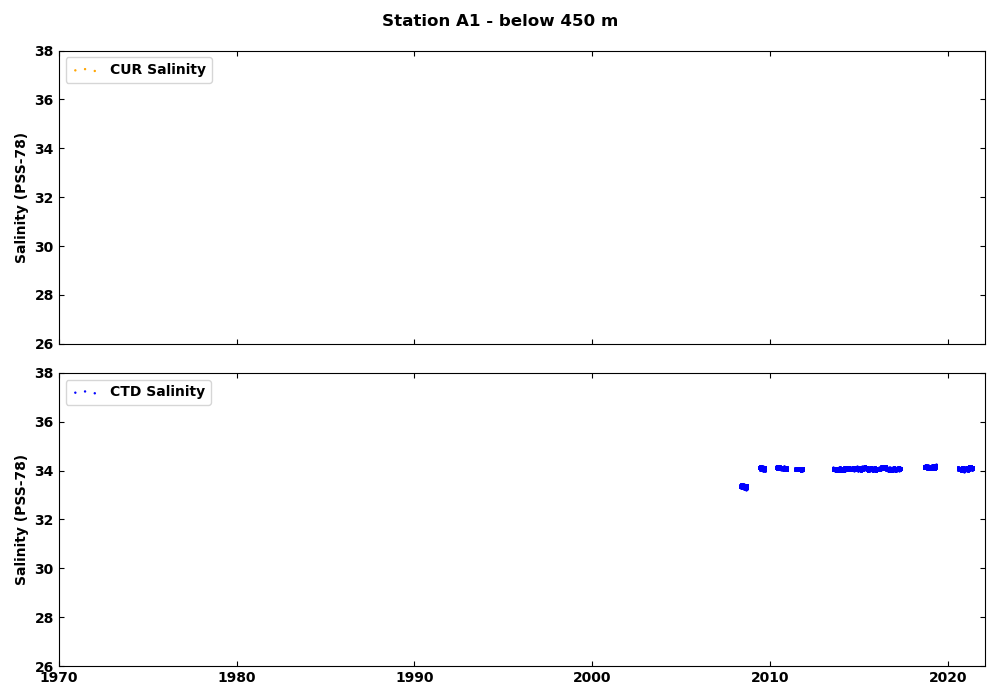 Station A1 - below 450 m
38
CUR Salinity
36
34
32
30
28
26
Salinity (PSS-78)
38
CTD Salinity
36
34
32
30
28
26
Salinity (PSS-78)
1970 1980 1990 2000 2010 2020